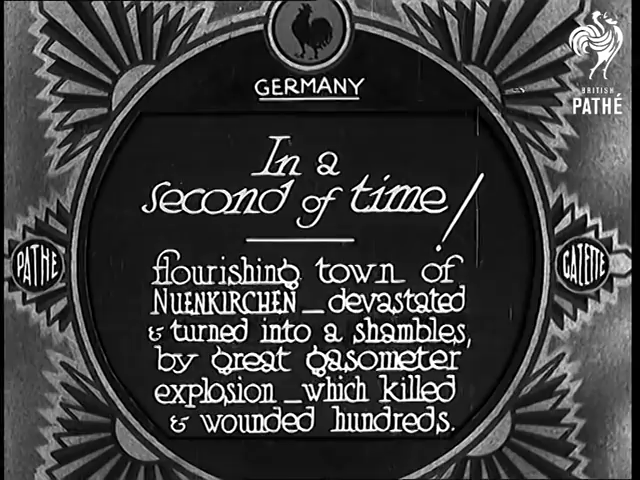 BRITISH
PATHÉ
GERMANY
In a
second of time!
PATHE
GAZETTE
flourishing town of
NUENKIRCHEN _ devastated
& turned into a shambles,
by great gasometer
explosion _ which killed
& wounded hundreds.